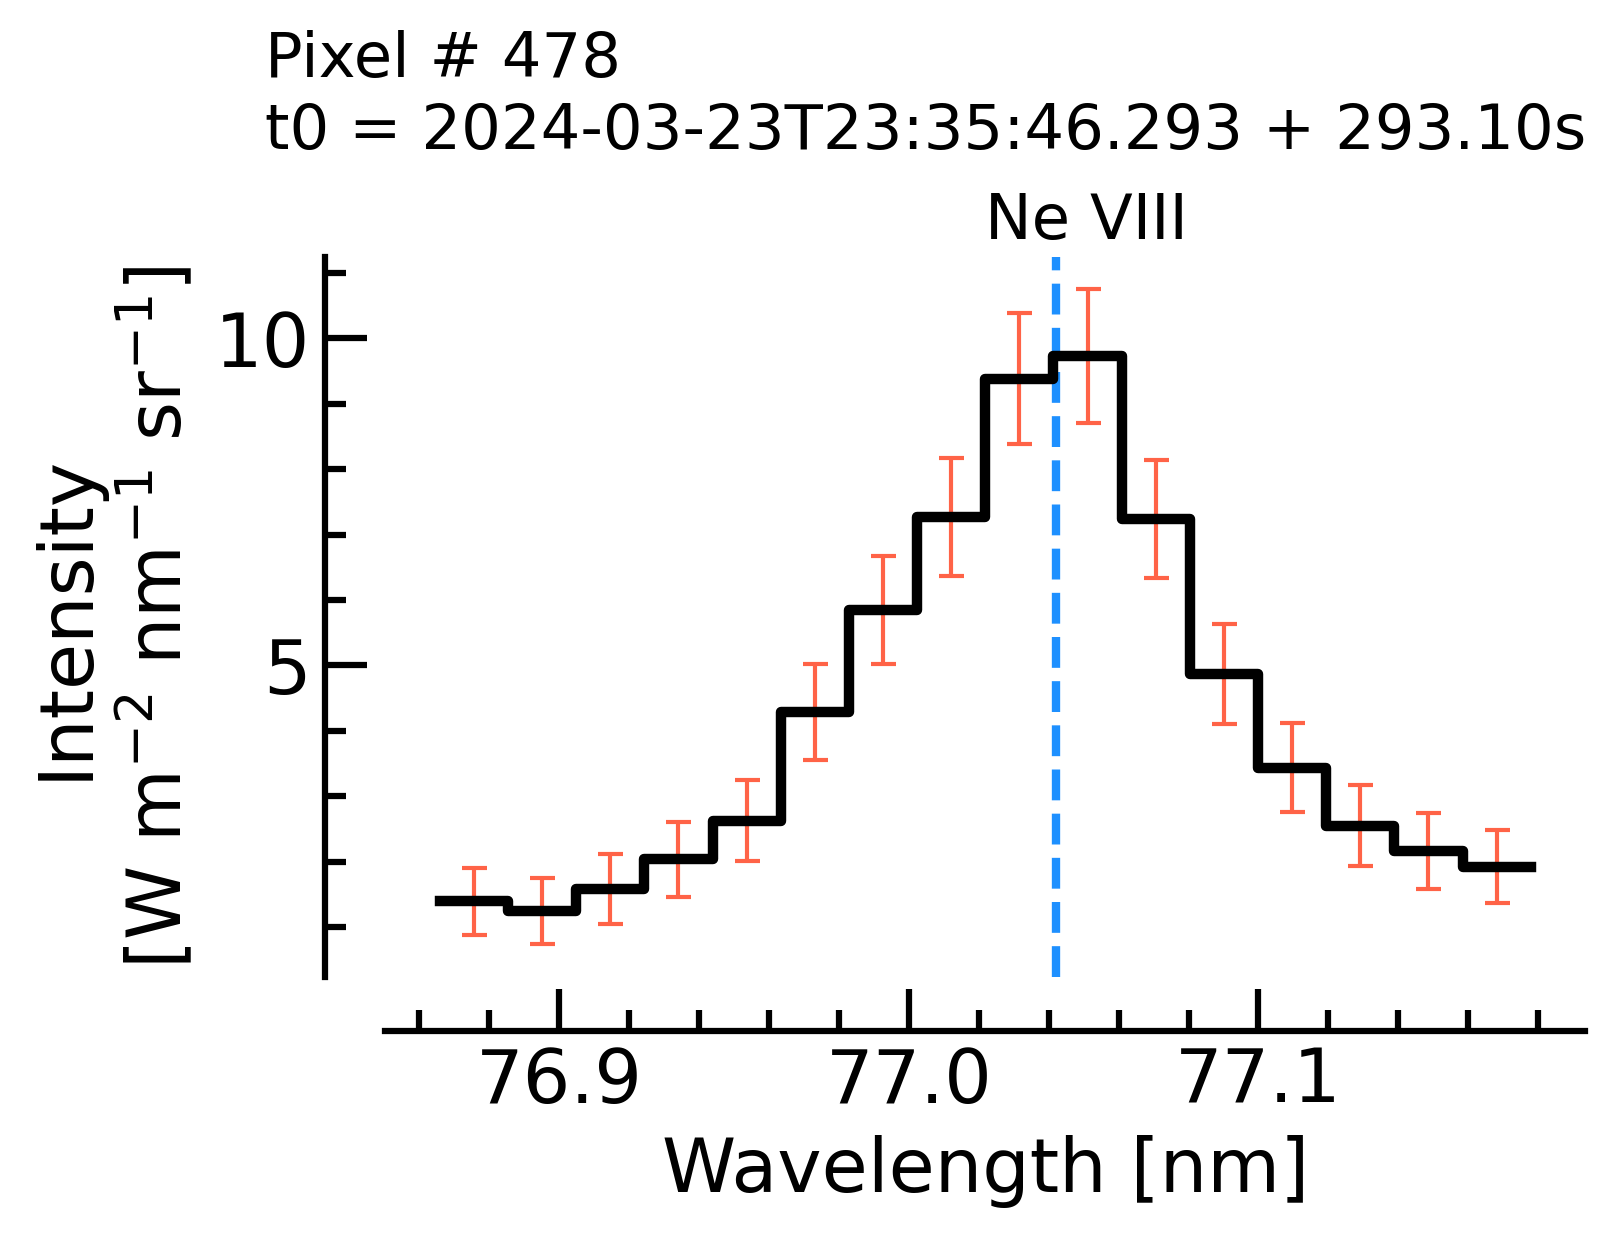 Pixel # 478
t0 = 2024-03-23T23:35:46.293 + 293.10s
Ne VIII
Intensity
[W m⁻² nm⁻¹ sr⁻¹]
10
5
76.9 77.0 77.1
Wavelength [nm]